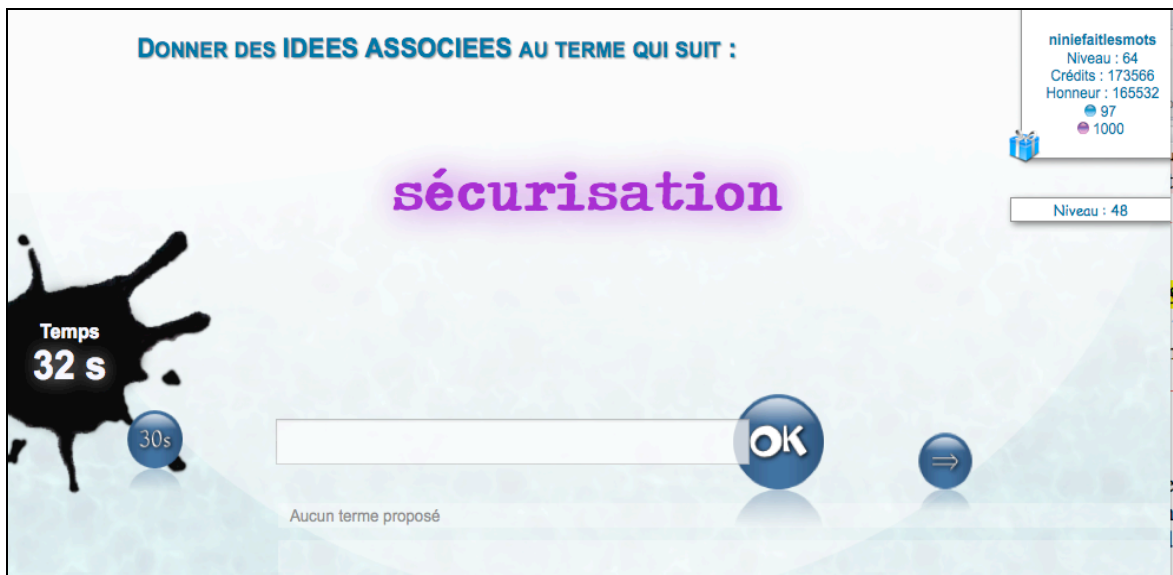 DONNER DES IDEES ASSOCIEES AU TERME QUI SUIT :
niniefaitlesmots
Niveau : 64
Crédits : 173566
Honneur : 165532
97
1000
sécurisation
Niveau : 48
Temps
32 s
30s
OK
⇒
Aucun terme proposé